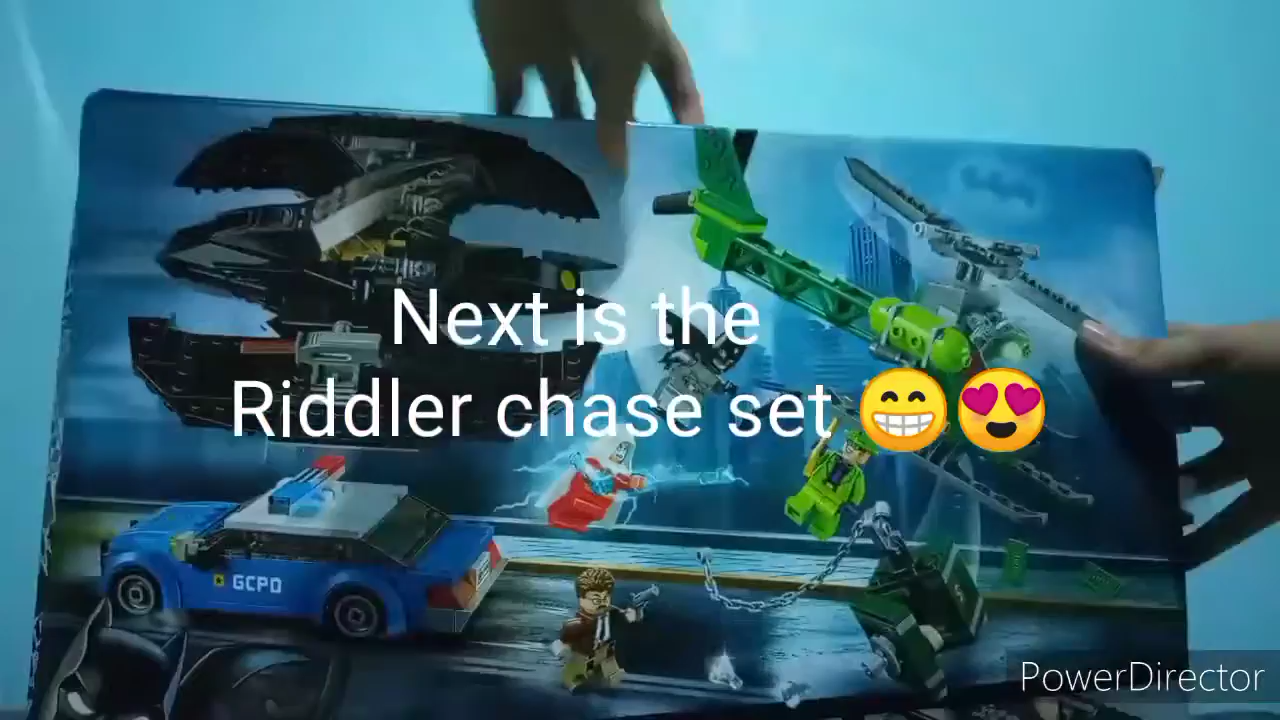 Next is the
Riddler chase set 😁😍
GCPD
PowerDirector